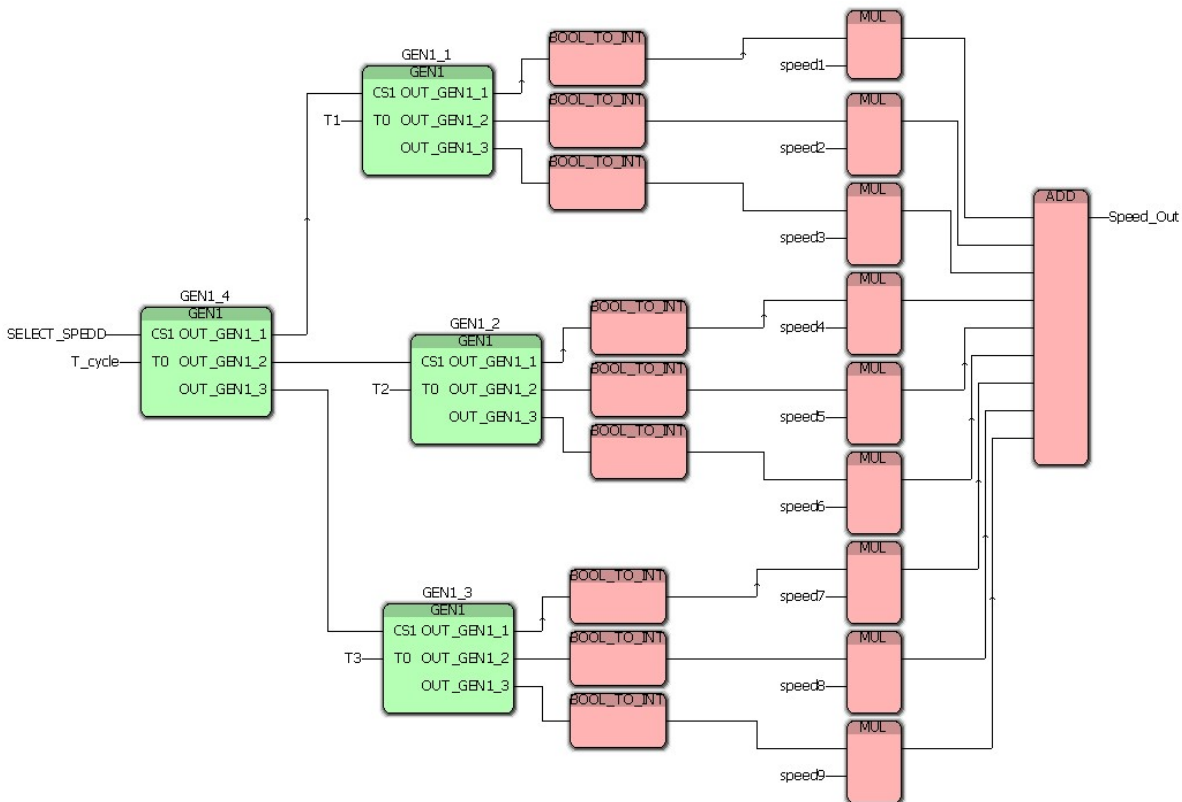 MUL
BOOL_TO_INT
GEN1_1
GEN1
speed1
CS1 OUT_GEN1_1
MUL
BOOL_TO_INT
T1 T0 OUT_GEN1_2
OUT_GEN1_3
speed2
BOOL_TO_INT
MUL
ADD
Speed_Out
speed3
MUL
GEN1_4
BOOL_TO_INT
GEN1
GEN1_2
speed4
SELECT_SPEDD CS1 OUT_GEN1_1
GEN1
T_cycle T0 OUT_GEN1_2
CS1 OUT_GEN1_1
BOOL_TO_INT
MUL
OUT_GEN1_3
T2 T0 OUT_GEN1_2
OUT_GEN1_3
speed5
BOOL_TO_INT
MUL
speed6
MUL
BOOL_TO_INT
GEN1_3
speed7
GEN1
CS1 OUT_GEN1_1
BOOL_TO_INT
MUL
T3 T0 OUT_GEN1_2
OUT_GEN1_3
speed8
BOOL_TO_INT
MUL
speed9